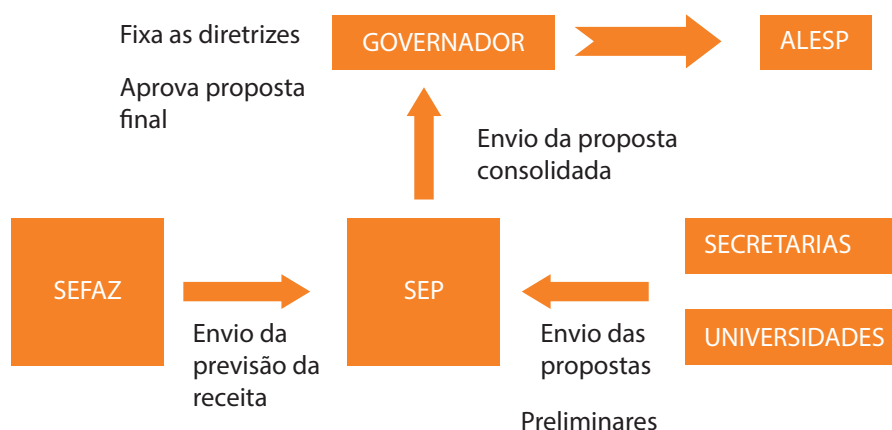 Fixa as diretrizes
Aprova proposta
final
GOVERNADOR
ALESP
Envio da proposta
consolidada
SEFAZ
SEP
SECRETARIAS
UNIVERSIDADES
Envio da
previsão da
receita
Envio das
propostas
Preliminares